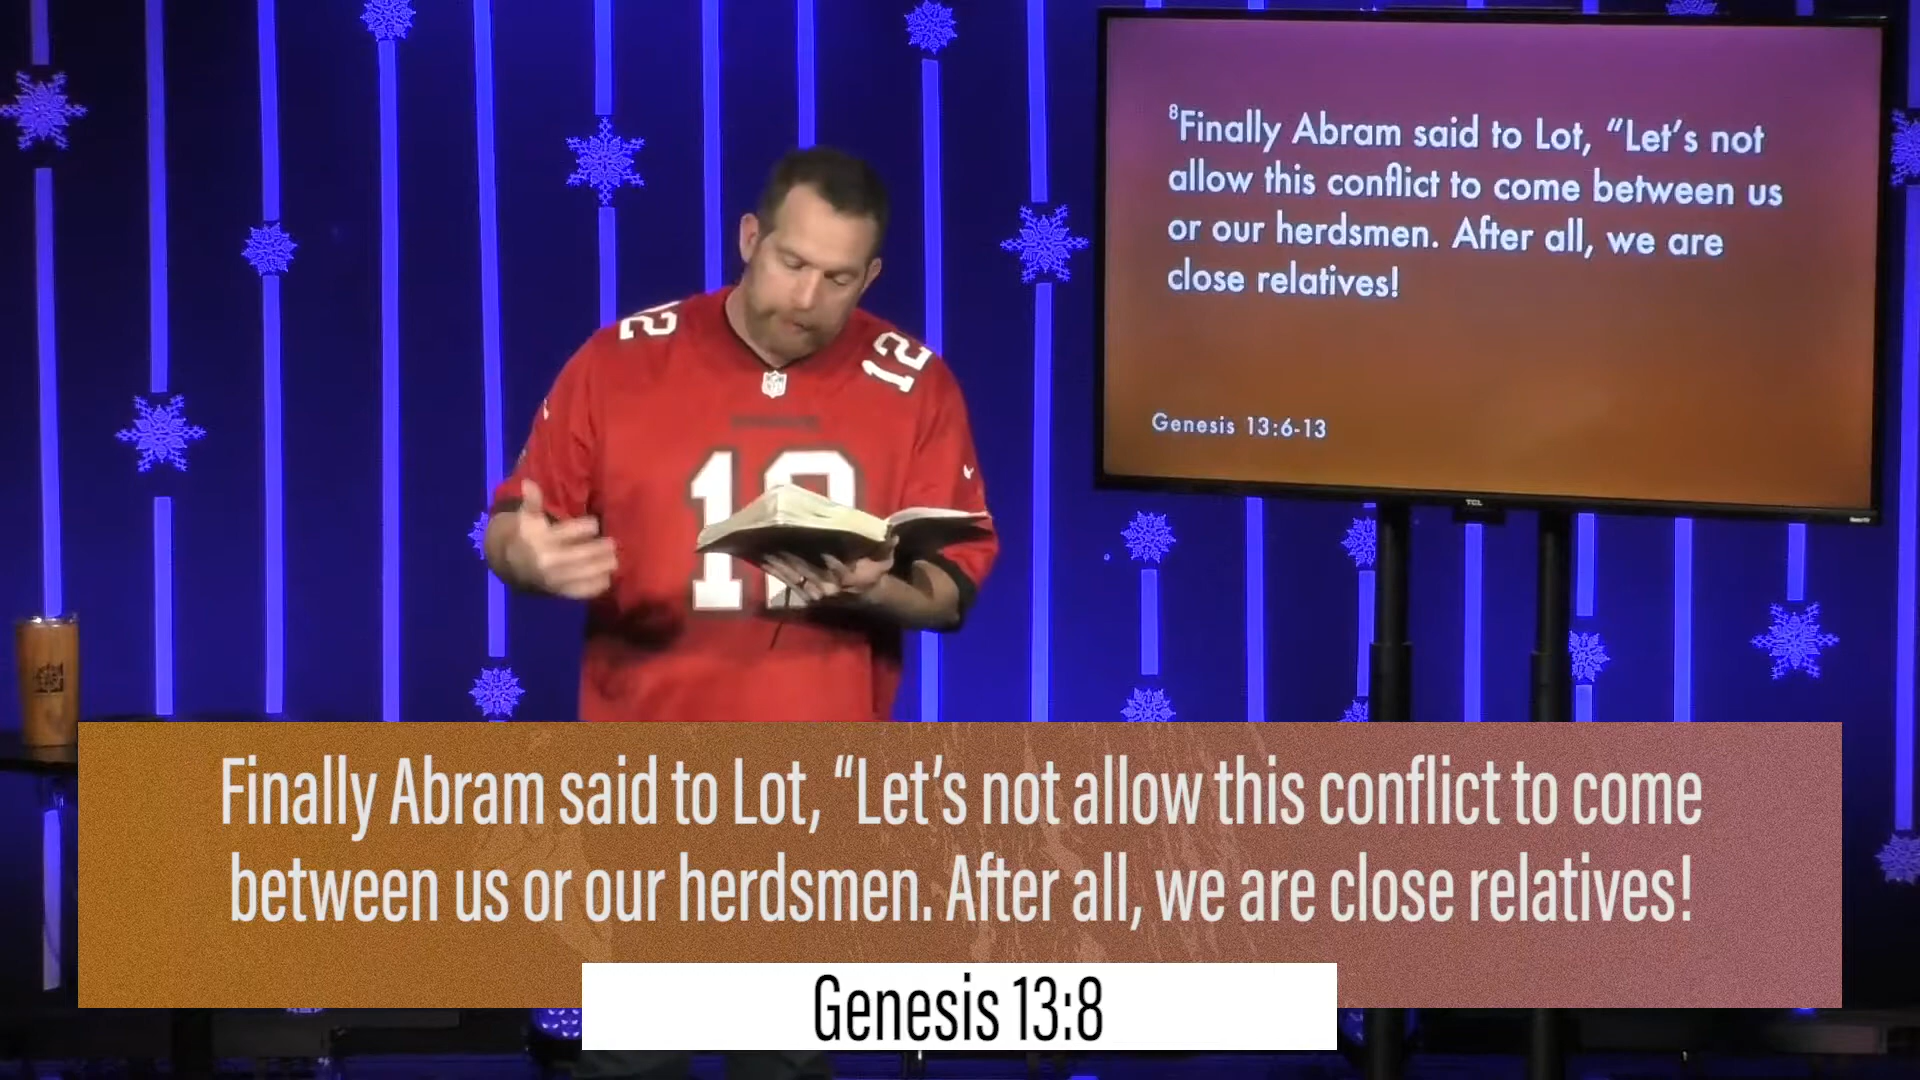 8Finally Abram said to Lot, “Let’s not
allow this conflict to come between us
or our herdsmen. After all, we are
close relatives!
Genesis 13:6-13
TCL
12
12
NFL
12
Finally Abram said to Lot, “Let’s not allow this conflict to come
between us or our herdsmen. After all, we are close relatives!
Genesis 13:8